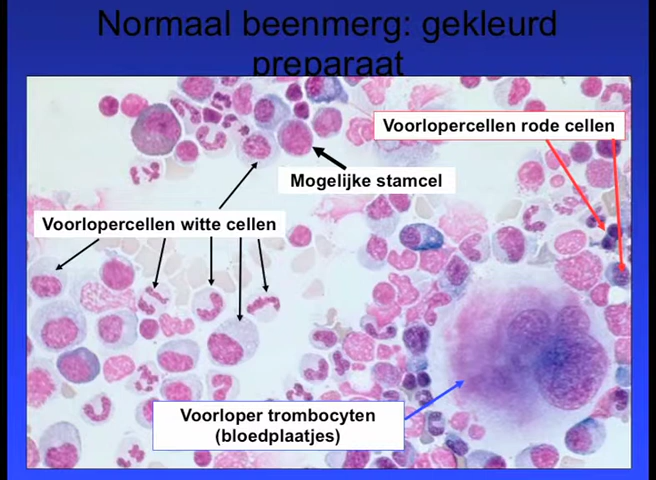 Normaal beenmerg: gekleurd
preparaat
Voorlopercellen rode cellen
Mogelijke stamcel
Voorlopercellen witte cellen
Voorloper trombocyten
(bloedplaatjes)